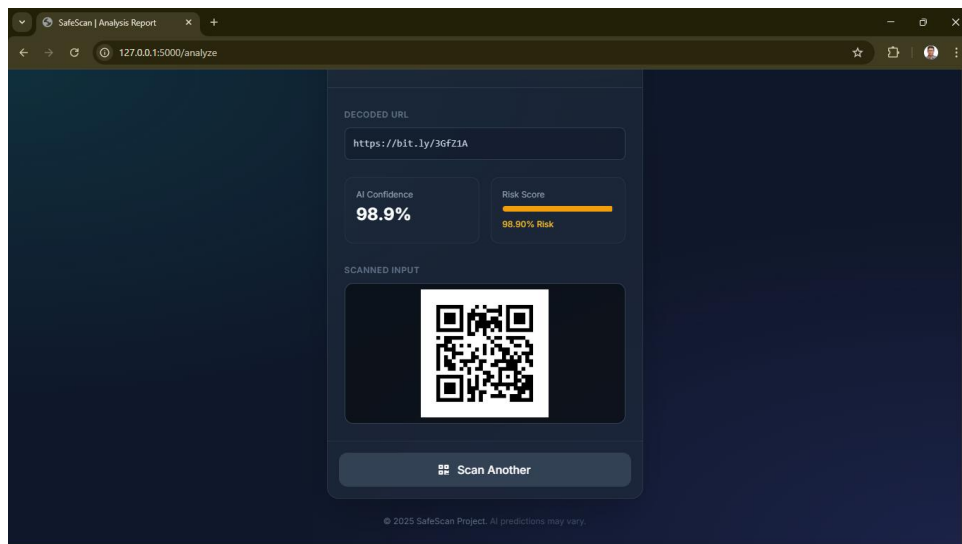 SafeScan | Analysis Report
127.0.0.1:5000/analyze
DECODED URL
https://bit.ly/3GfZ1A
AI Confidence
98.9%
Risk Score
98.90% Risk
SCANNED INPUT
Scan Another
© 2025 SafeScan Project. AI predictions may vary.